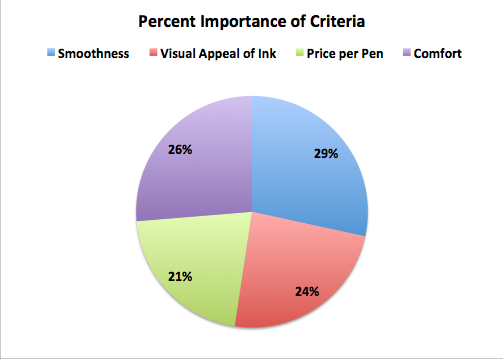 Percent Importance of Criteria
Smoothness Visual Appeal of Ink Price per Pen Comfort
26% 29%
21% 24%